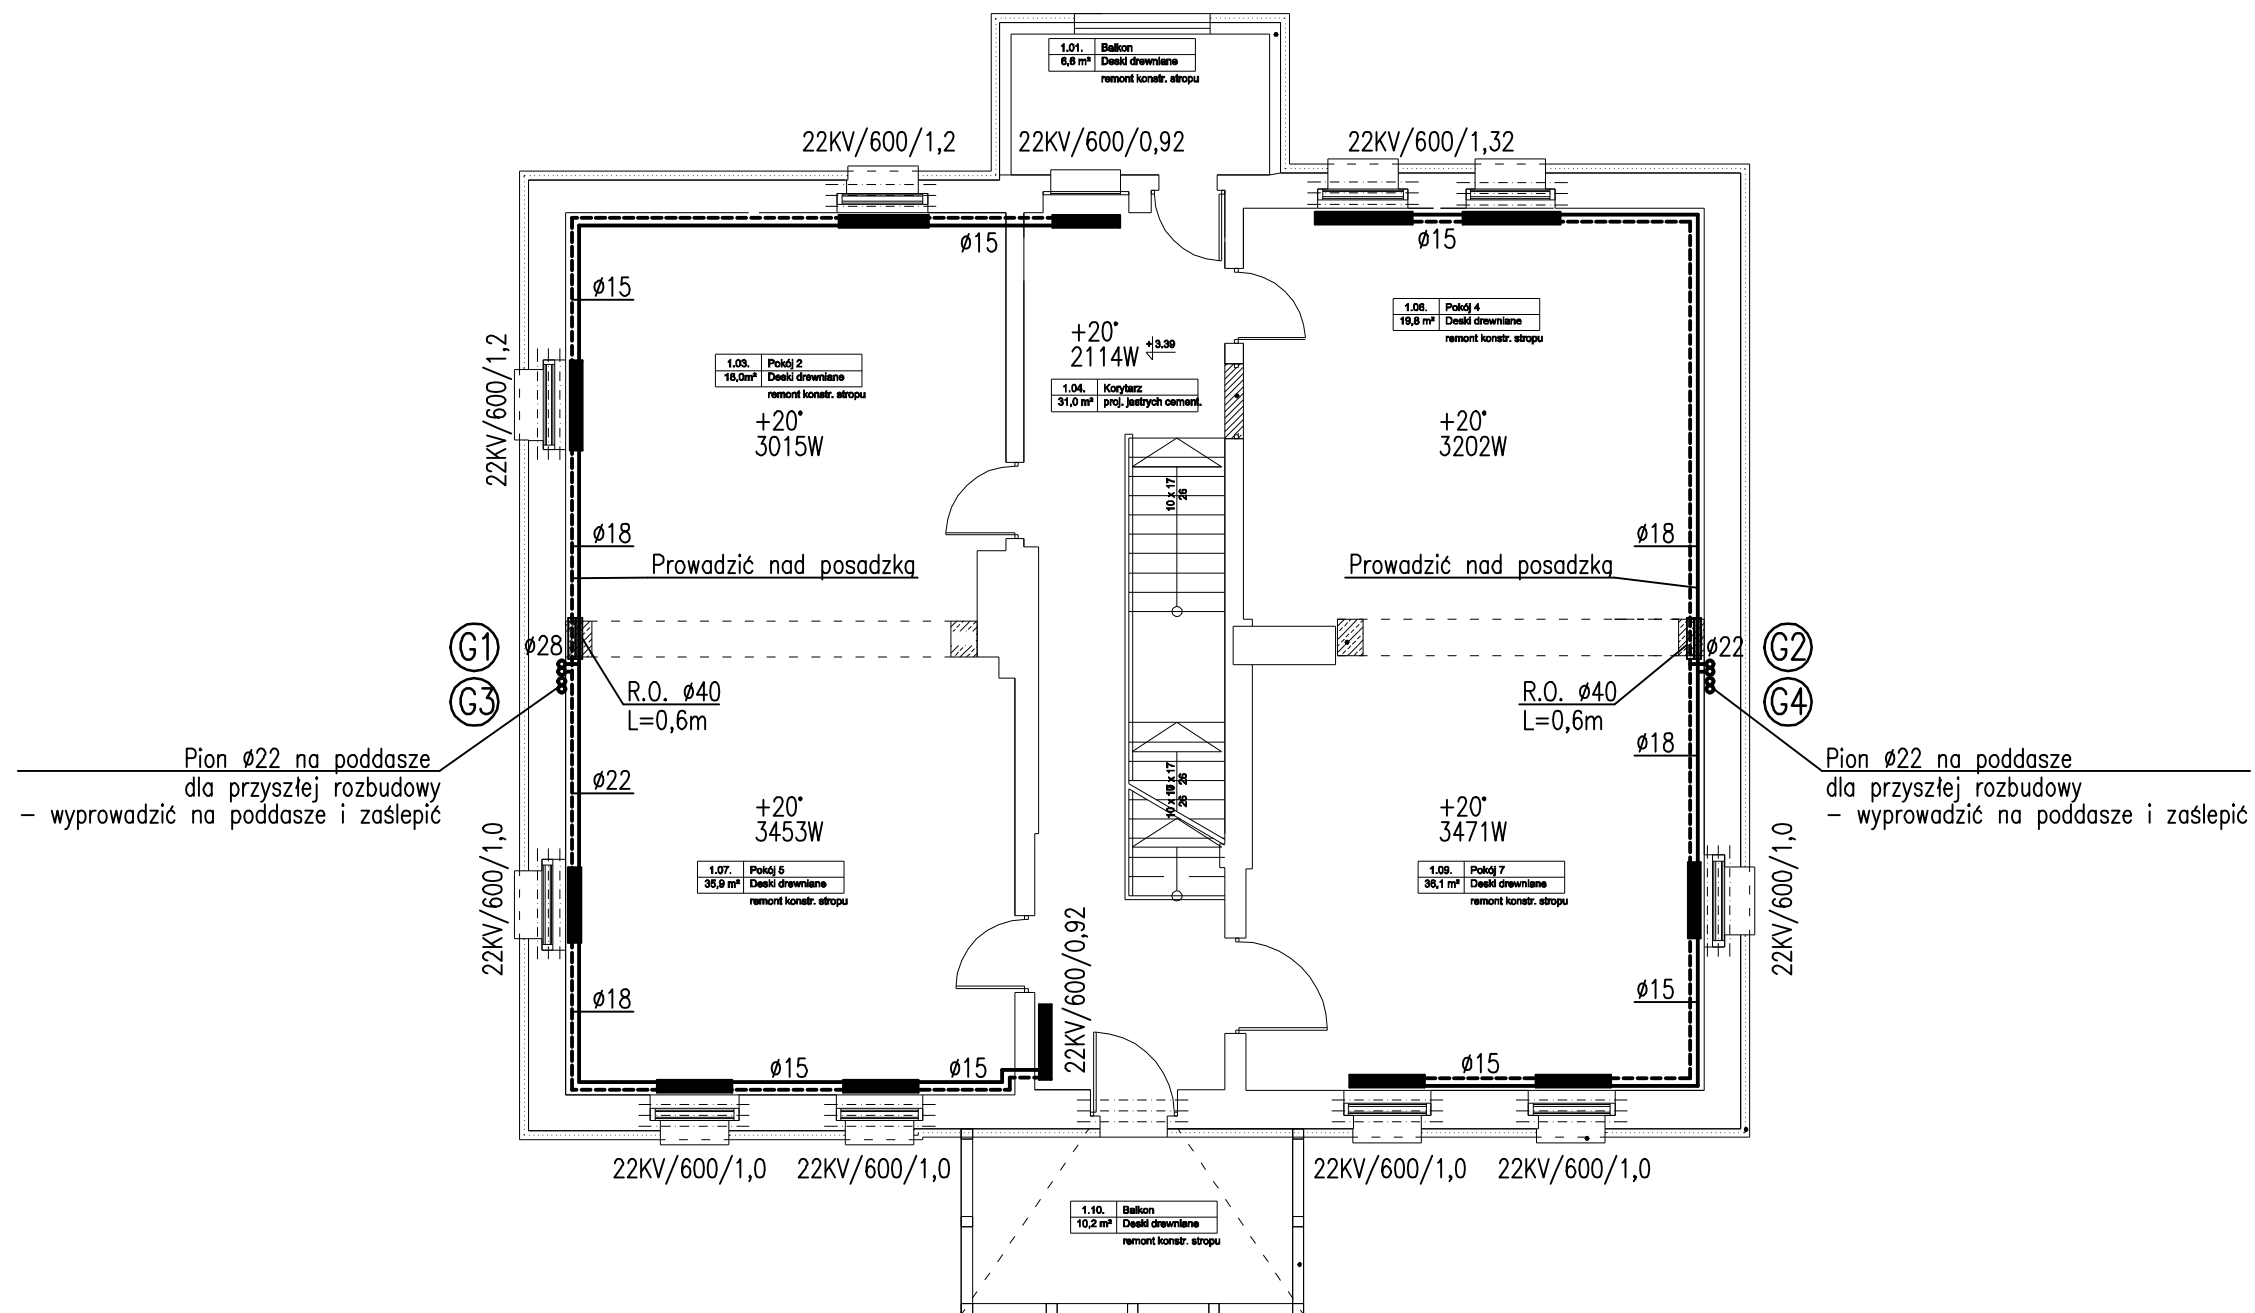 1.01. Balkon
6,6 m² Deski drewniane
remont konstr. stropu
22KV/600/1,2
22KV/600/0,92
22KV/600/1,32
ø15
ø15
ø15
22KV/600/1,2
1.03. Pokój 2
18,0m² Deski drewniane
remont konstr. stropu
+20°
3015W
+20°
2114W
+3.39
1.04. Korytarz
31,0 m² proj. jastrych cement.
1.06. Pokój 4
19,8 m² Deski drewniane
remont konstr. stropu
+20°
3202W
10 x 17
26
ø18
Prowadzić nad posadzką
Prowadzić nad posadzką
ø18
G1
ø28
G3
R.O. ø40
L=0,6m
R.O. ø40
L=0,6m
ø22
G2
G4
Pion ø22 na poddasze
dla przyszłej rozbudowy
– wyprowadzić na poddasze i zaślepić
ø22
ø18
Pion ø22 na poddasze
dla przyszłej rozbudowy
– wyprowadzić na poddasze i zaślepić
10 x 17
26
26
+20°
3453W
1.07. Pokój 5
35,9 m² Deski drewniane
remont konstr. stropu
+20°
3471W
1.09. Pokój 7
36,1 m² Deski drewniane
remont konstr. stropu
22KV/600/1,0
22KV/600/0,92
22KV/600/1,0
ø18
ø15
ø15
ø15
ø15
22KV/600/1,0
22KV/600/1,0
22KV/600/1,0
22KV/600/1,0
1.10. Balkon
10,2 m² Deski drewniane
remont konstr. stropu